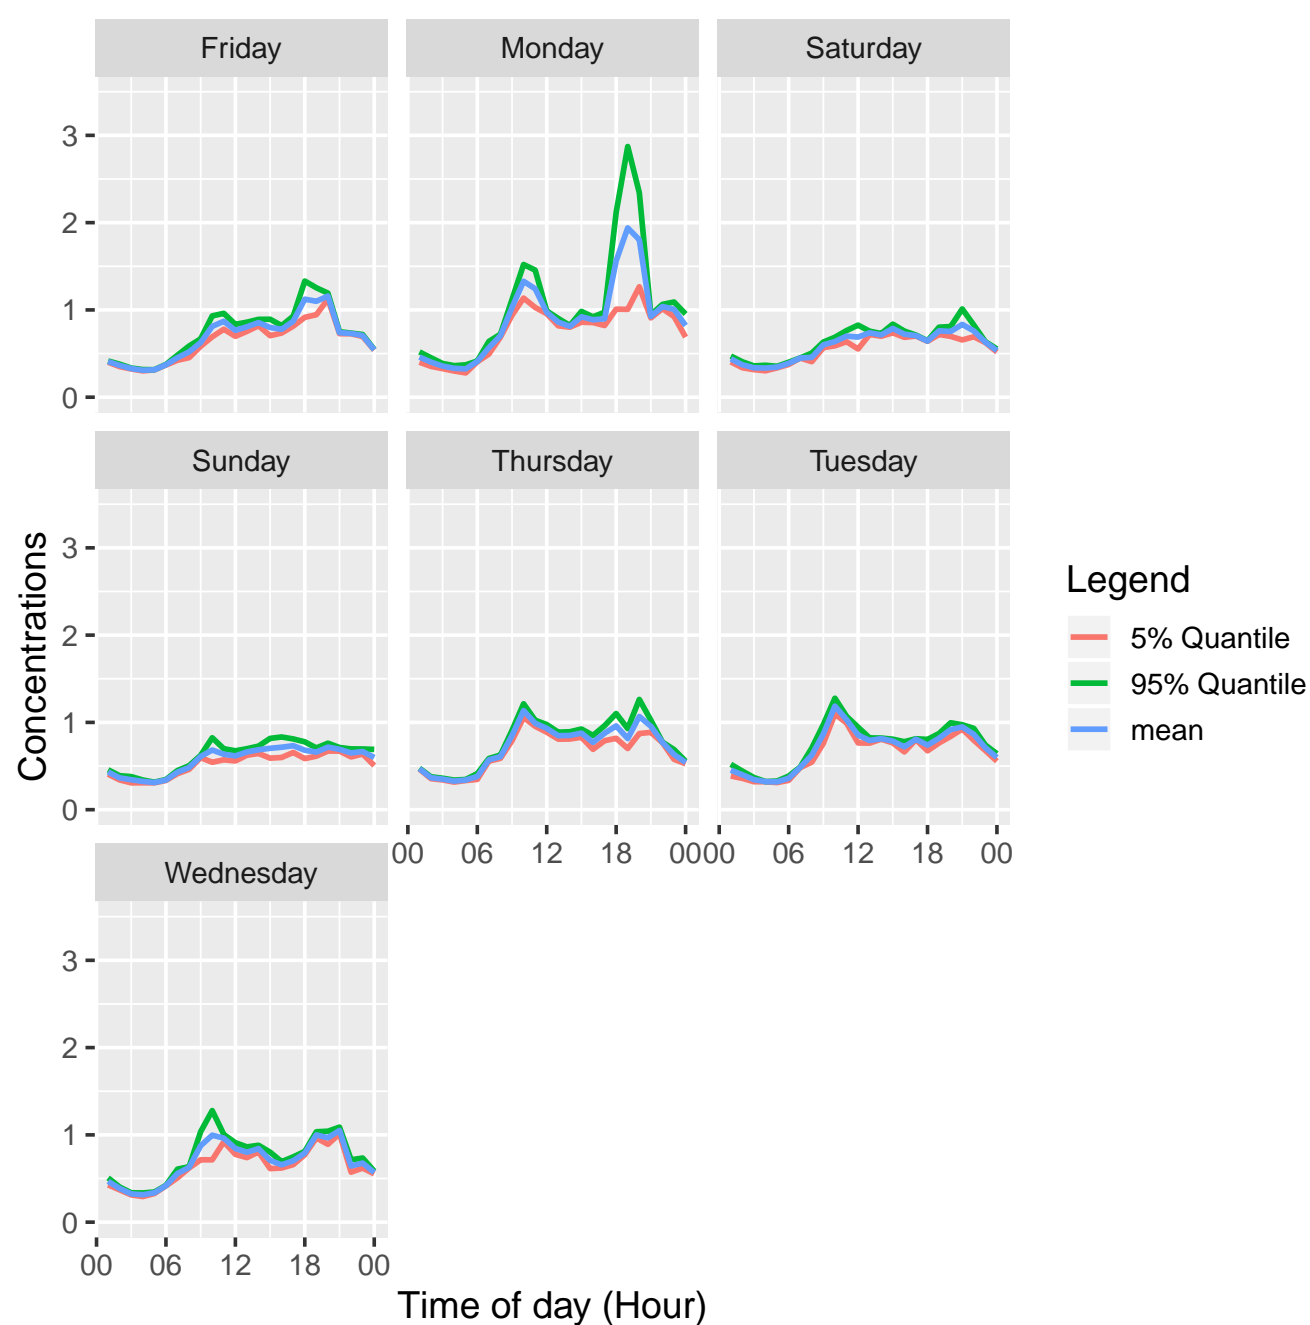 Friday
Monday
Saturday
3
2
1
0
Sunday
Thursday
Tuesday
3
2
1
0
00 06 12 18 00
00 06 12 18 00
Wednesday
3
2
1
0
00 06 12 18 00
Time of day (Hour)
Concentrations
Legend
5% Quantile
95% Quantile
mean